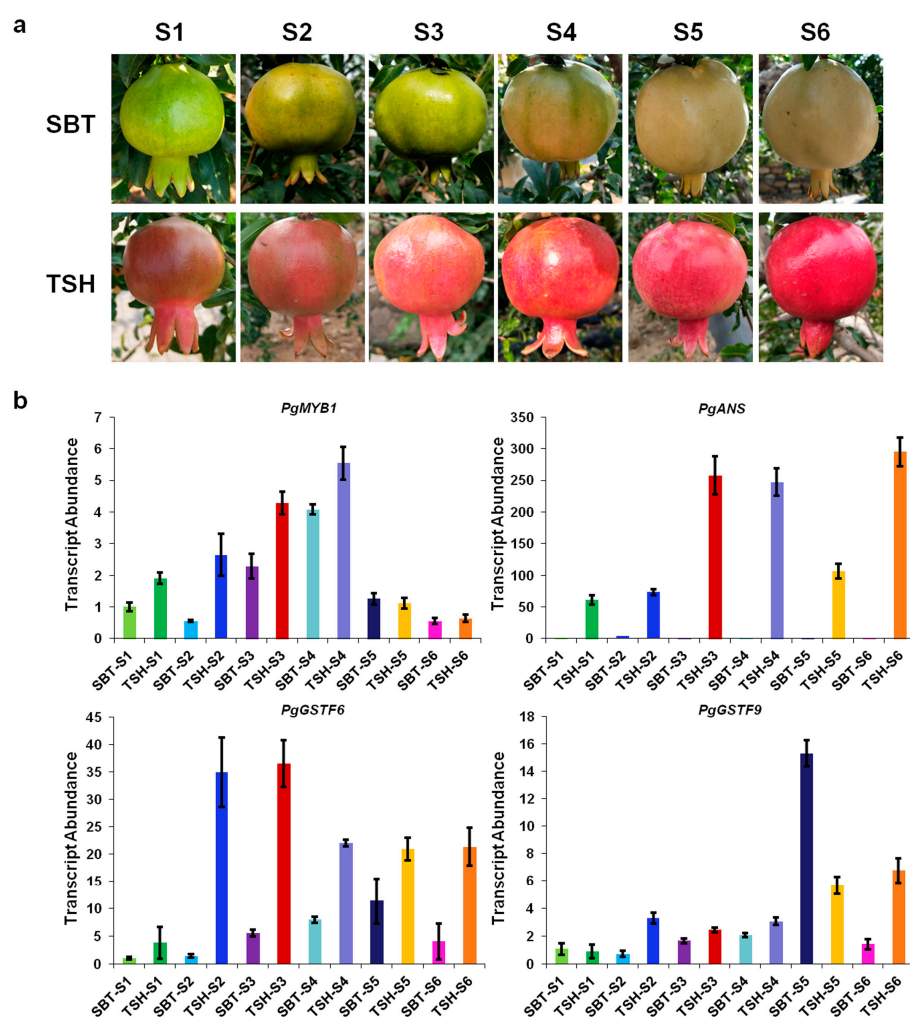 a
S1 S2 S3 S4 S5 S6
SBT
TSH
b
PgMYB1
Transcript Abundance
7
6
5
4
3
2
1
0
SBT-S1 TSH-S1 SBT-S2 TSH-S2 SBT-S3 TSH-S3 SBT-S4 TSH-S4 SBT-S5 TSH-S5 SBT-S6 TSH-S6
PgANS
Transcript Abundance
350
300
250
200
150
100
50
0
SBT-S1 TSH-S1 SBT-S2 TSH-S2 SBT-S3 TSH-S3 SBT-S4 TSH-S4 SBT-S5 TSH-S5 SBT-S6 TSH-S6
PgGSTF6
Transcript Abundance
45
40
35
30
25
20
15
10
5
0
SBT-S1 TSH-S1 SBT-S2 TSH-S2 SBT-S3 TSH-S3 SBT-S4 TSH-S4 SBT-S5 TSH-S5 SBT-S6 TSH-S6
PgGSTF9
Transcript Abundance
18
16
14
12
10
8
6
4
2
0
SBT-S1 TSH-S1 SBT-S2 TSH-S2 SBT-S3 TSH-S3 SBT-S4 TSH-S4 SBT-S5 TSH-S5 SBT-S6 TSH-S6